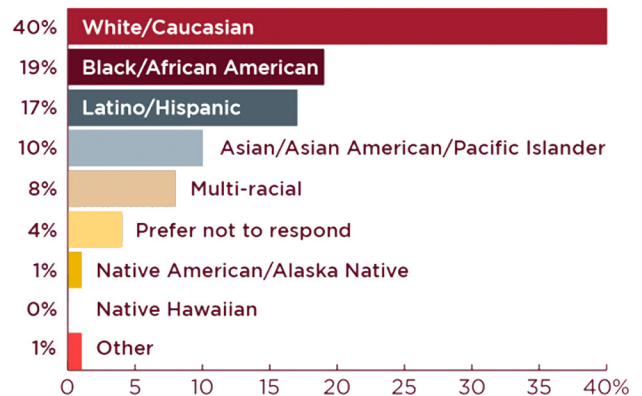 40% White/Caucasian
19% Black/African American
17% Latino/Hispanic
10% Asian/Asian American/Pacific Islander
8% Multi-racial
4% Prefer not to respond
1% Native American/Alaska Native
0% Native Hawaiian
1% Other
0 5 10 15 20 25 30 35 40%